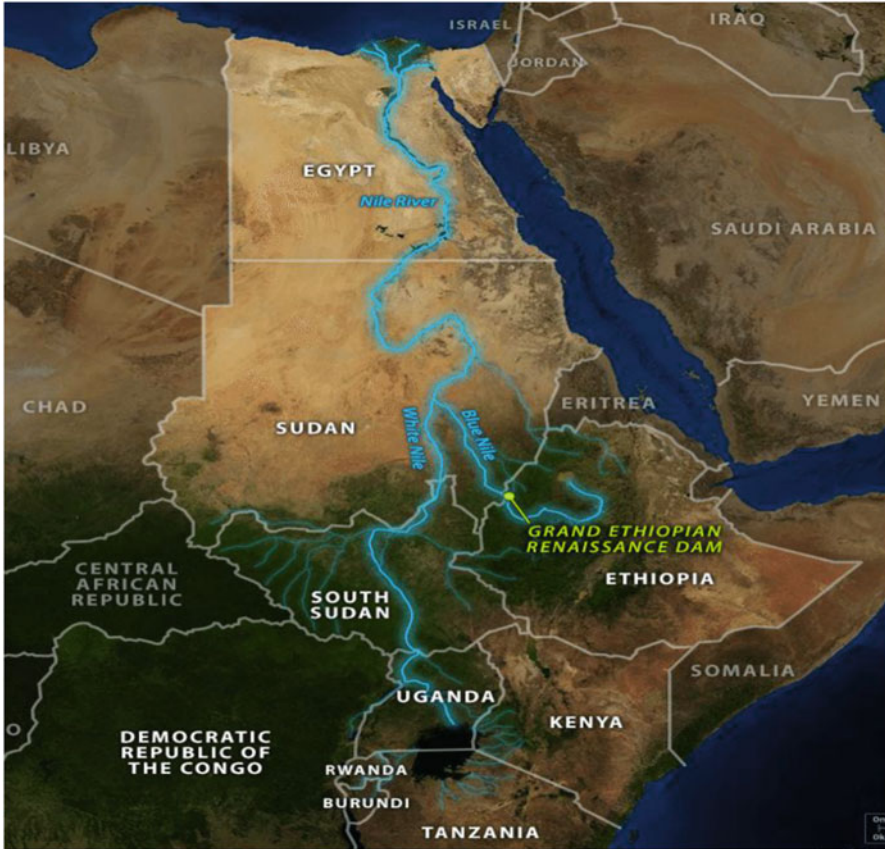 ISRAEL
IRAQ
JORDAN
LIBYA
EGYPT
Nile River
SAUDI ARABIA
CHAD
SUDAN
White Nile
Blue Nile
ERITREA
YEMEN
GRAND ETHIOPIAN
RENAISSANCE DAM
CENTRAL
AFRICAN
REPUBLIC
ETHIOPIA
SOUTH
SUDAN
SOMALIA
UGANDA
KENYA
O
DEMOCRATIC
REPUBLIC OF
THE CONGO
RWANDA
BURUNDI
TANZANIA